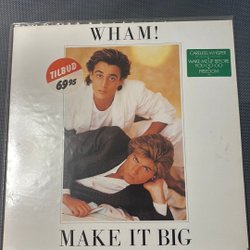 WHAM!
TILBUD
69.95
CARELESS WHISPER
WAKE ME UP BEFORE
YOU GO GO
FREEDOM
MAKE IT BIG